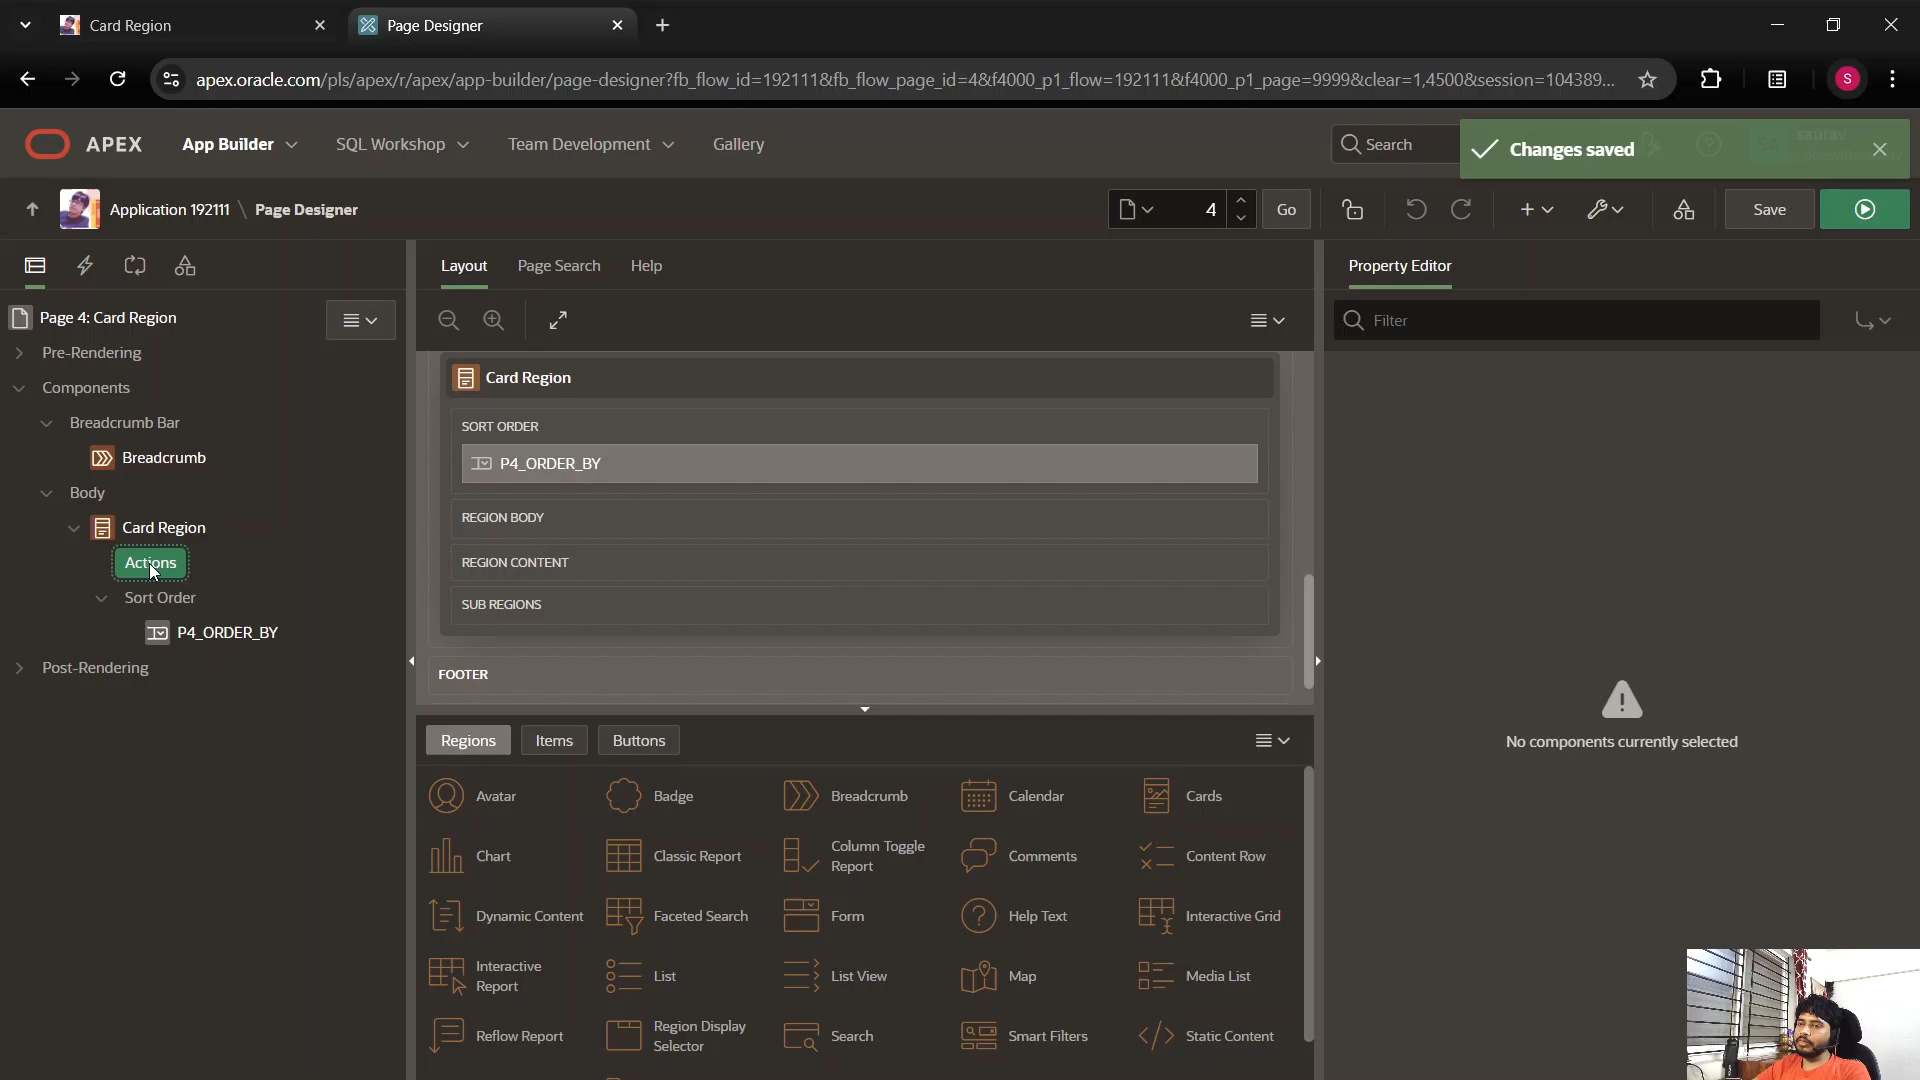 Card Region
Page Designer
apex.oracle.com/pls/apex/r/apex/app-builder/page-designer?fb_flow_id=192111&fb_flow_page_id=4&f4000_p1_flow=192111&f4000_p1_page=9999&clear=1,4500&session=104389...
S
APEX
App Builder
SQL Workshop
Team Development
Gallery
Search
Changes saved
saurav
Application 192111 \ Page Designer
4
Go
Save
Layout
Page Search
Help
Property Editor
Page 4: Card Region
Filter
Pre-Rendering
Components
Breadcrumb Bar
Breadcrumb
Body
Card Region
Actions
Sort Order
P4_ORDER_BY
Post-Rendering
Card Region
SORT ORDER
P4_ORDER_BY
REGION BODY
REGION CONTENT
SUB REGIONS
FOOTER
No components currently selected
Regions
Items
Buttons
Avatar
Badge
Breadcrumb
Calendar
Cards
Chart
Classic Report
Column Toggle
Report
Comments
Content Row
Dynamic Content
Faceted Search
Form
Help Text
Interactive Grid
Interactive
Report
List
List View
Map
Media List
Reflow Report
Region Display
Selector
Search
Smart Filters
Static Content